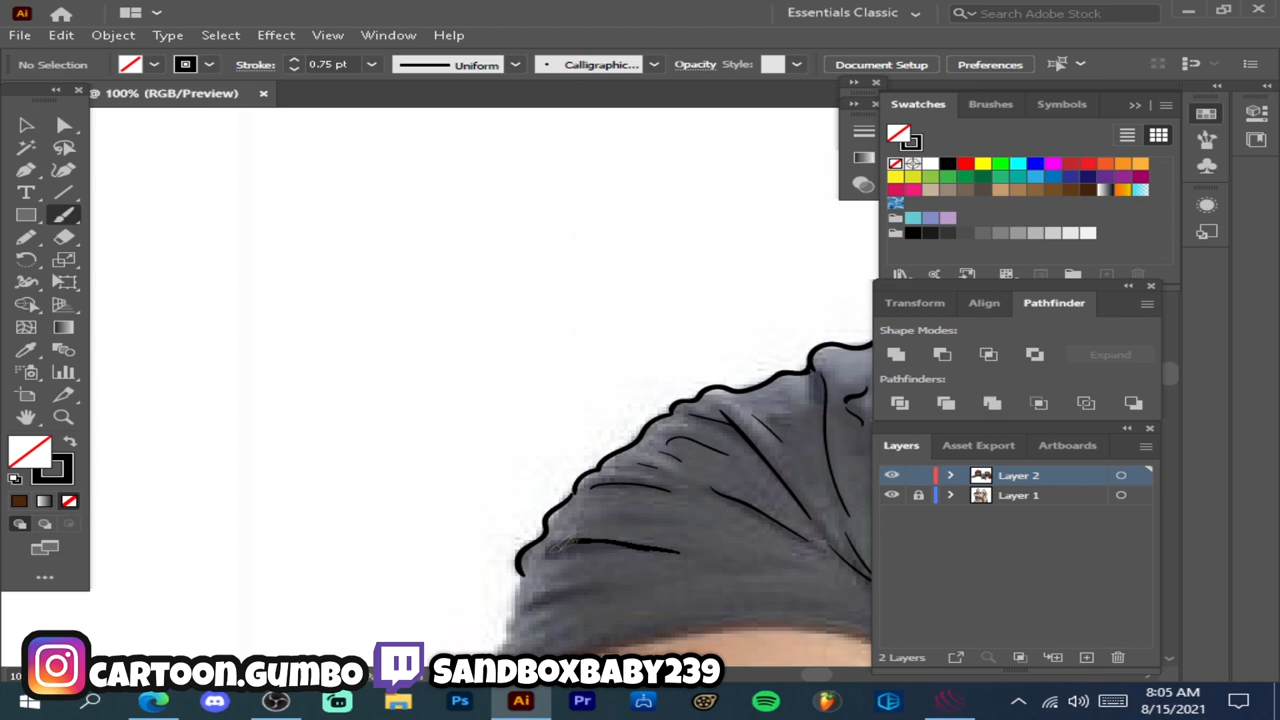 Ai
Essentials Classic
Search Adobe Stock
File Edit Object Type Select Effect View Window Help
No Selection Stroke: 0.75 pt Uniform Calligraphic... Opacity Style: Document Setup Preferences
@ 100% (RGB/Preview)
Swatches Brushes Symbols
Transform Align Pathfinder
Shape Modes:
Expand
Pathfinders:
Layers Asset Export Artboards
Layer 2
Layer 1
2 Layers
CARTOON.GUMBO SANDBOXBABY239
Ps Ai Pr
8:05 AM
8/15/2021